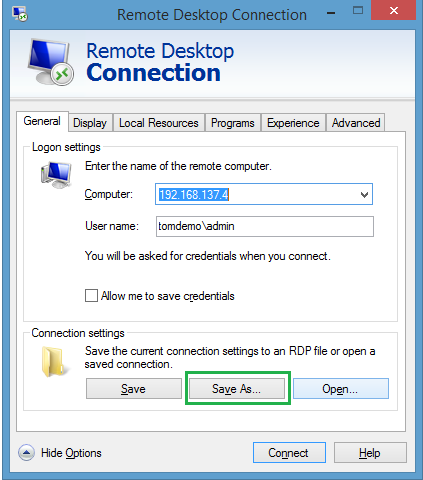 Remote Desktop Connection
Remote Desktop
Connection
General Display Local Resources Programs Experience Advanced
Logon settings
Enter the name of the remote computer.
Computer: 192.168.137.4
User name: tomdemo\admin
You will be asked for credentials when you connect.
Allow me to save credentials
Connection settings
Save the current connection settings to an RDP file or open a
saved connection.
Save Save As... Open...
Hide Options Connect Help